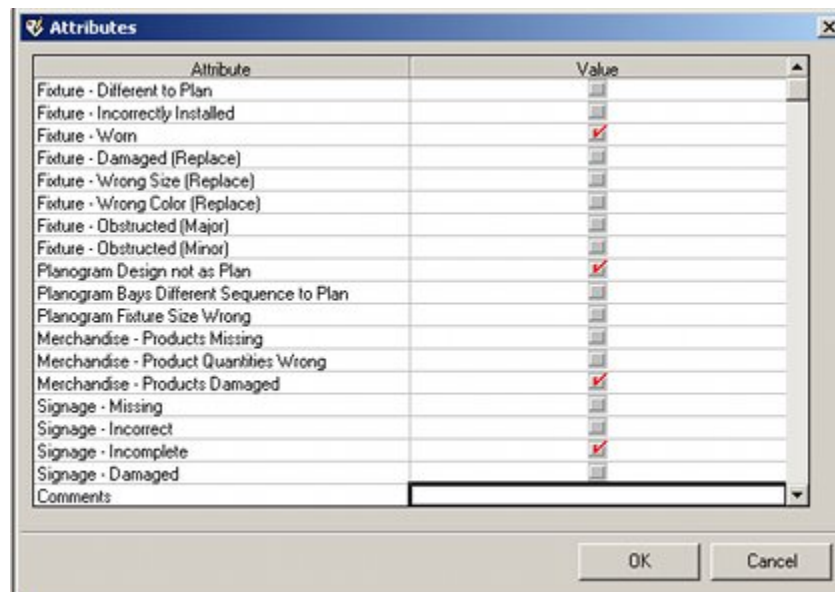 Attributes
Attribute Value
Fixture - Different to Plan
Fixture - Incorrectly Installed
Fixture - Worn
Fixture - Damaged (Replace)
Fixture - Wrong Size (Replace)
Fixture - Wrong Color (Replace)
Fixture - Obstructed (Major)
Fixture - Obstructed (Minor)
Planogram Design not as Plan
Planogram Bays Different Sequence to Plan
Planogram Fixture Size Wrong
Merchandise - Products Missing
Merchandise - Product Quantities Wrong
Merchandise - Products Damaged
Signage - Missing
Signage - Incorrect
Signage - Incomplete
Signage - Damaged
Comments
OK Cancel